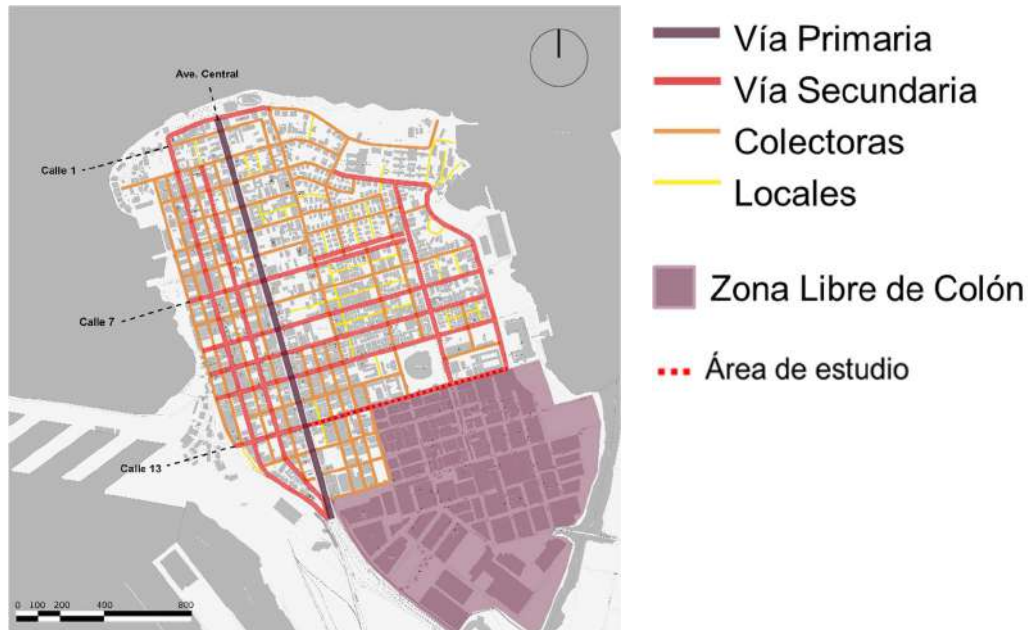 Ave. Central
Calle 1
Calle 7
Calle 13
0 100 200 400 800
Vía Primaria
Vía Secundaria
Colectoras
Locales
Zona Libre de Colón
Área de estudio